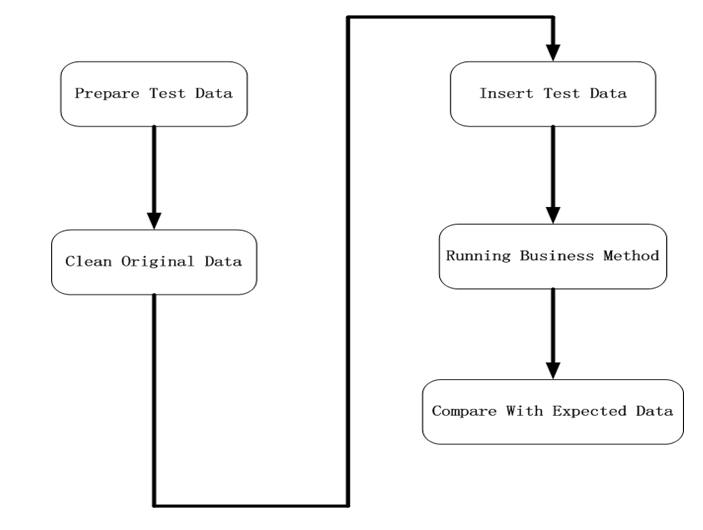 Prepare Test Data
Clean Original Data
Insert Test Data
Running Business Method
Compare With Expected Data